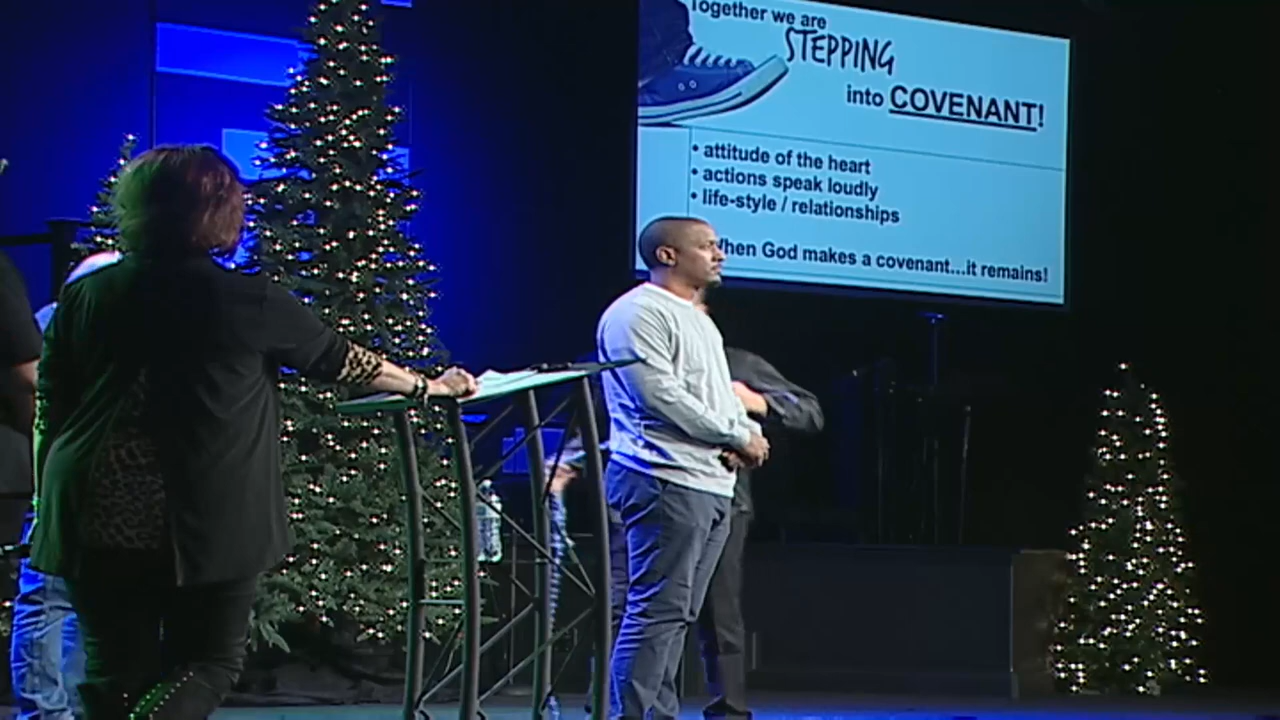 Together we are
STEPPING
into COVENANT!
• attitude of the heart
• actions speak loudly
• life-style / relationships
When God makes a covenant...it remains!